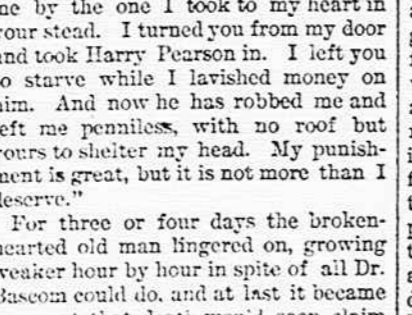 me by the one I took to my heart in
your stead. I turned you from my door
and took Harry Pearson in. I left you
to starve while I lavished money on
him. And now he has robbed me and
left me penniless, with no roof but
yours to shelter my head. My punish-
ment is great, but it is not more than I
deserve."
For three or four days the broken-
hearted old man lingered on, growing
weaker hour by hour in spite of all Dr.
Bascom could do, and at last it became